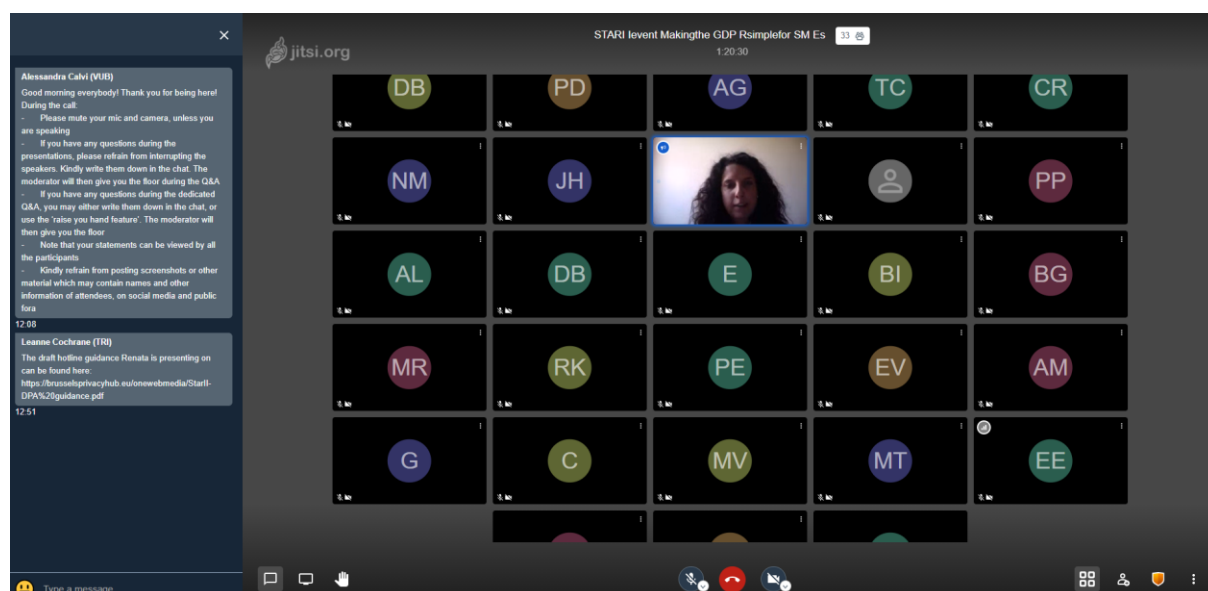 Alessandra Calvi (VUB)
Good morning everybody! Thank you for being here!
During the call:
- Please mute your mic and camera, unless you
are speaking
- If you have any questions during the
presentations, please refrain from interrupting the
speakers. Kindly write them down in the chat. The
moderator will then give you the floor during the Q&A
- If you have any questions during the dedicated
Q&A, you may either write them down in the chat, or
use the 'raise you hand feature'. The moderator will
then give you the floor
- Note that your statements can be viewed by all
the participants
- Kindly refrain from posting screenshots or other
material which may contain names and other
information of attendees, on social media and public
fora
12:08
Leanne Cochrane (TRI)
The draft hotline guidance Renata is presenting on
can be found here:
https://brusselsprivacyhub.eu/onewebmedia/StarII-
DPA%20guidance.pdf
12:51
Type a message
jitsi.org
STARI Ievent Makingthe GDP Rsimplefor SM Es 33
1:20:30
DB PD AG TC CR
NM JH PP
AL DB E BI BG
MR RK PE EV AM
G C MV MT EE